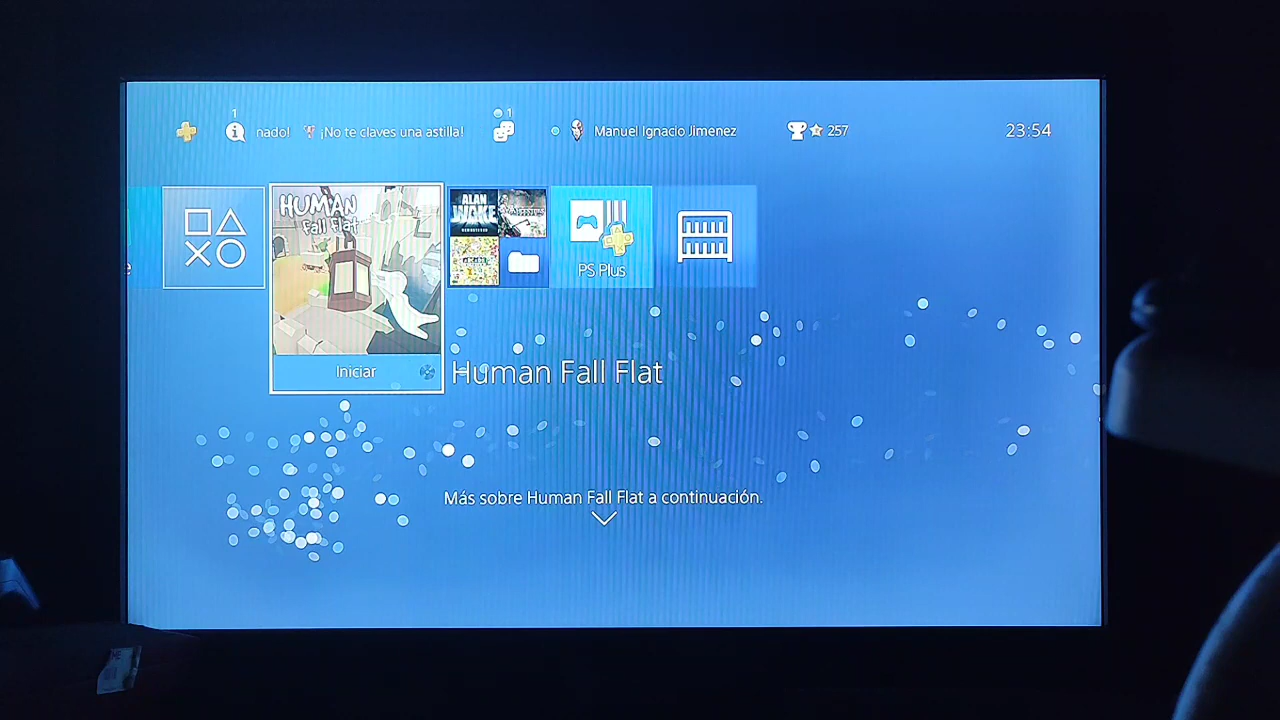 1
nado! ¡No te claves una astilla!
1
Manuel Ignacio Jimenez
257
23:54
e
HUMAN
Fall Flat
ALAN
WAKE
REMASTERED
PS Plus
Iniciar
Human Fall Flat
Más sobre Human Fall Flat a continuación.